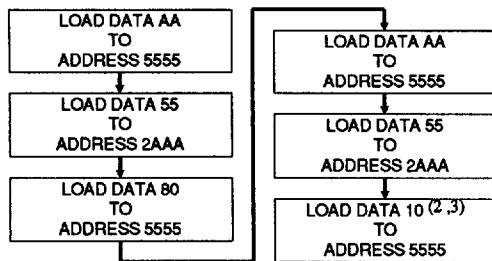 LOAD DATA AA
TO
ADDRESS 5555
LOAD DATA 55
TO
ADDRESS 2AAA
LOAD DATA 80
TO
ADDRESS 5555
LOAD DATA AA
TO
ADDRESS 5555
LOAD DATA 55
TO
ADDRESS 2AAA
LOAD DATA 10 (2,3)
TO
ADDRESS 5555